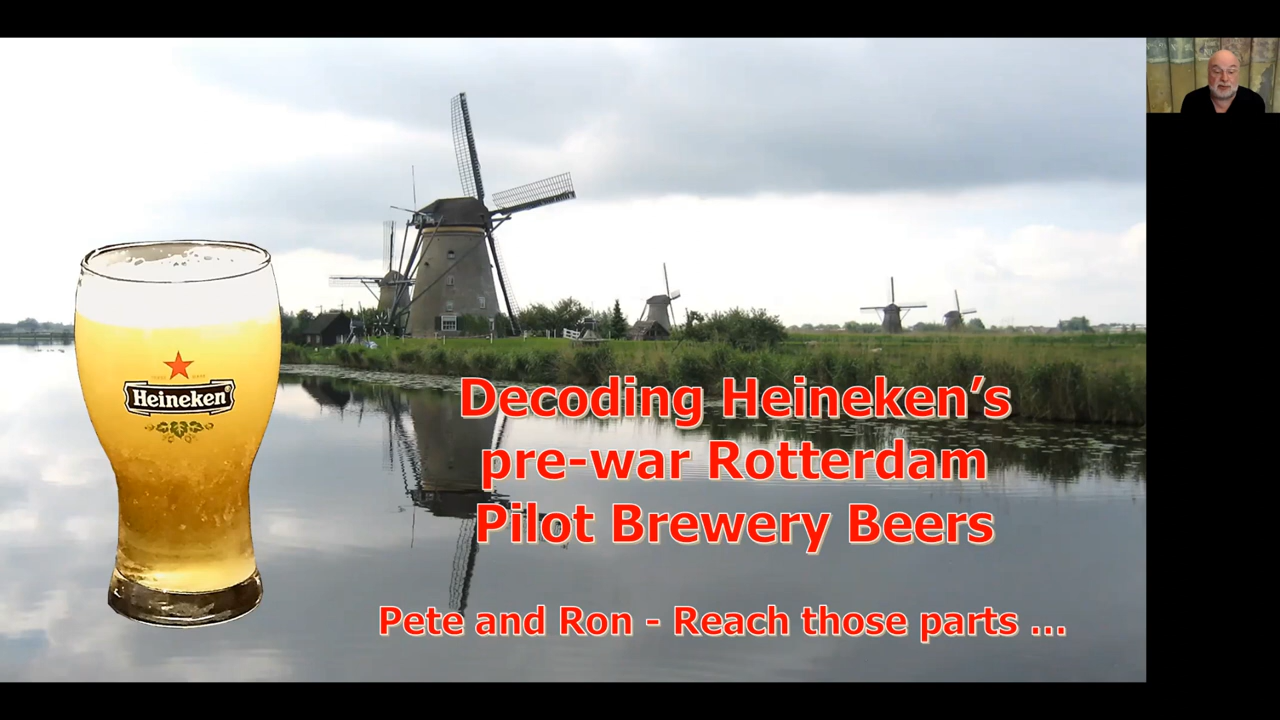 Heineken
Decoding Heineken's
pre-war Rotterdam
Pilot Brewery Beers
Pete and Ron - Reach those parts ...